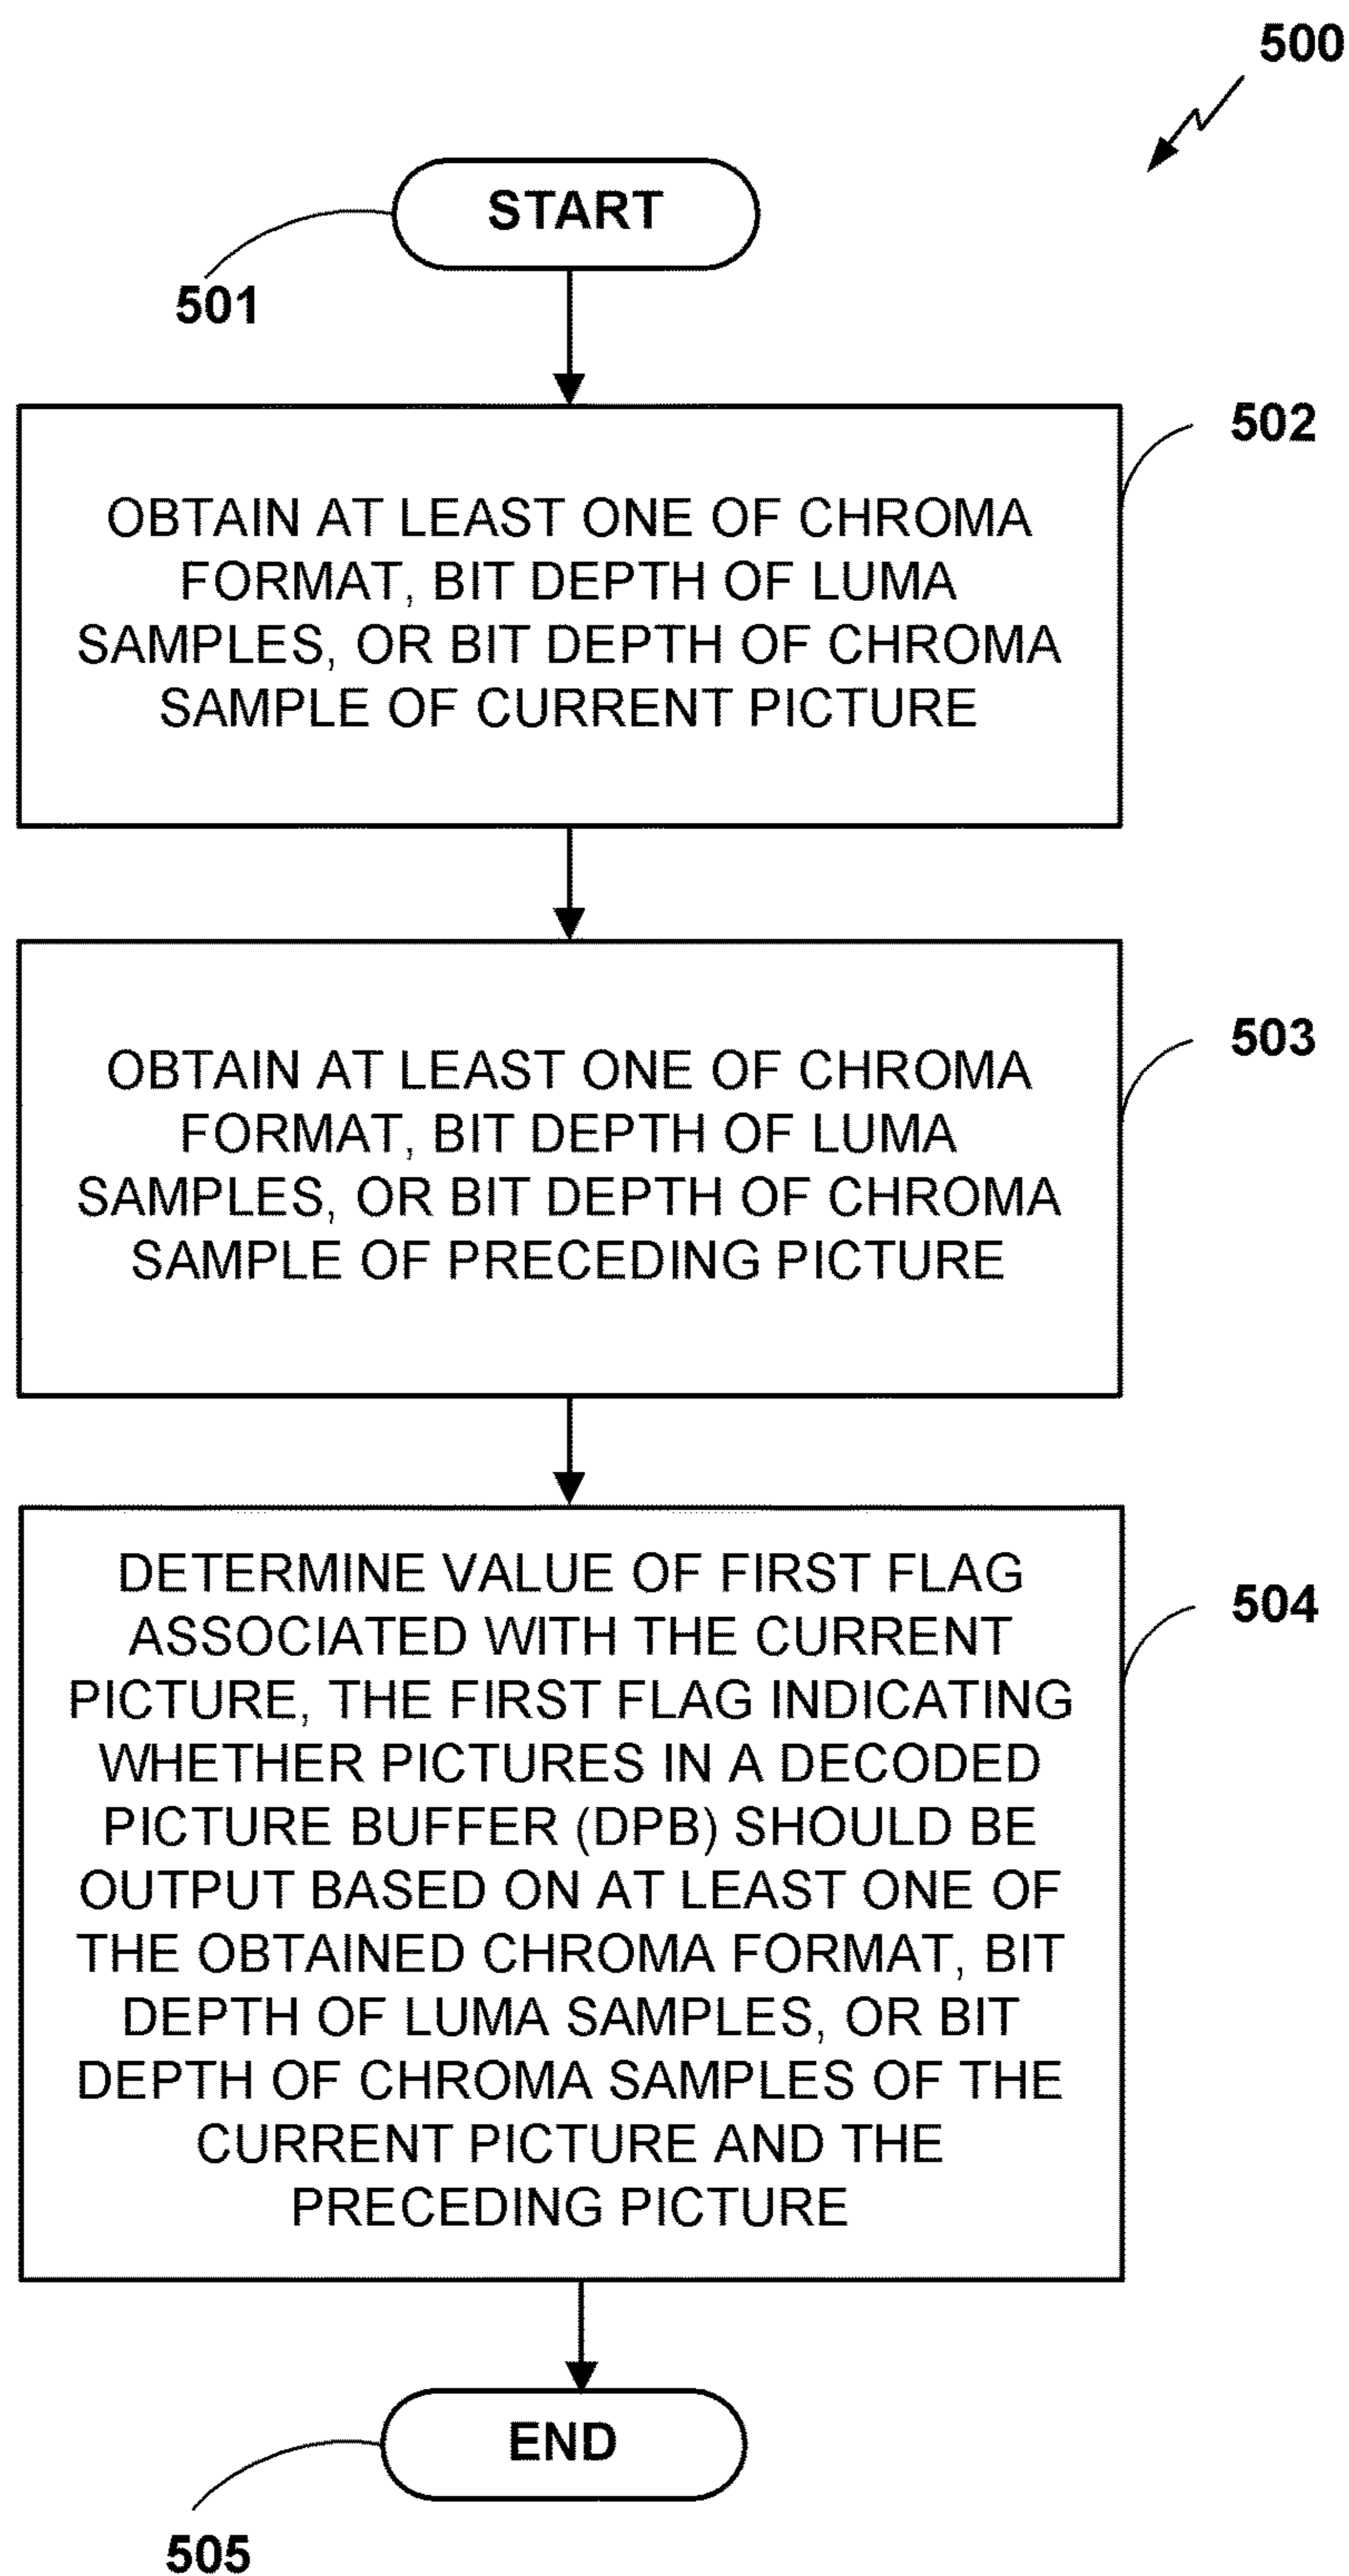 500
START
501
502
OBTAIN AT LEAST ONE OF CHROMA
FORMAT, BIT DEPTH OF LUMA
SAMPLES, OR BIT DEPTH OF CHROMA
SAMPLE OF CURRENT PICTURE
503
OBTAIN AT LEAST ONE OF CHROMA
FORMAT, BIT DEPTH OF LUMA
SAMPLES, OR BIT DEPTH OF CHROMA
SAMPLE OF PRECEDING PICTURE
504
DETERMINE VALUE OF FIRST FLAG
ASSOCIATED WITH THE CURRENT
PICTURE, THE FIRST FLAG INDICATING
WHETHER PICTURES IN A DECODED
PICTURE BUFFER (DPB) SHOULD BE
OUTPUT BASED ON AT LEAST ONE OF
THE OBTAINED CHROMA FORMAT, BIT
DEPTH OF LUMA SAMPLES, OR BIT
DEPTH OF CHROMA SAMPLES OF THE
CURRENT PICTURE AND THE
PRECEDING PICTURE
END
505